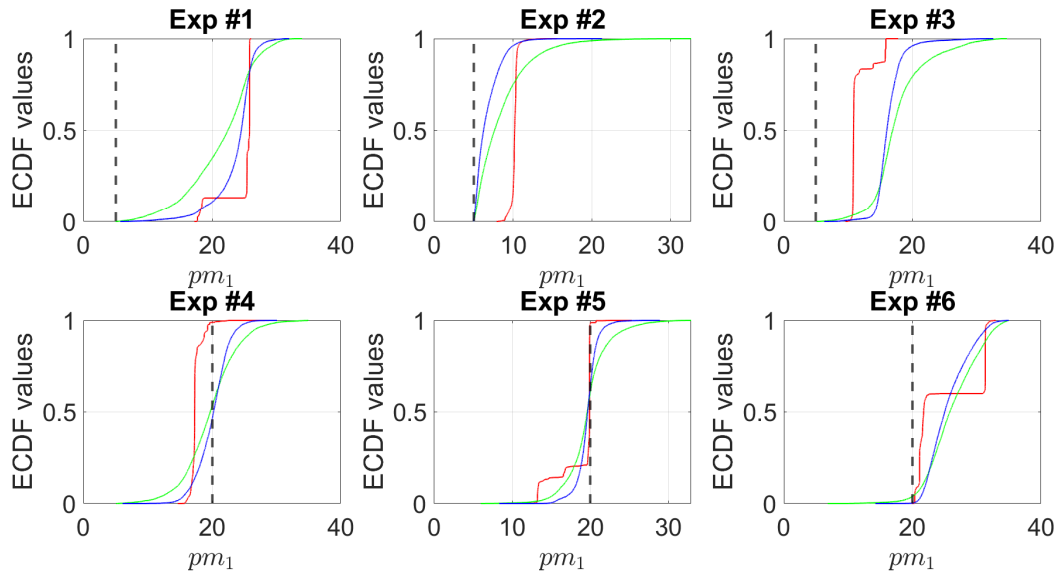 Exp #1 Exp #2 Exp #3
ECDF values ECDF values ECDF values
1 1 1
0.5 0.5 0.5
0 0 0
0 20 40 0 10 20 30 0 20 40
pm₁ pm₁ pm₁
Exp #4 Exp #5 Exp #6
ECDF values ECDF values ECDF values
1 1 1
0.5 0.5 0.5
0 0 0
0 20 40 0 10 20 30 0 20 40
pm₁ pm₁ pm₁